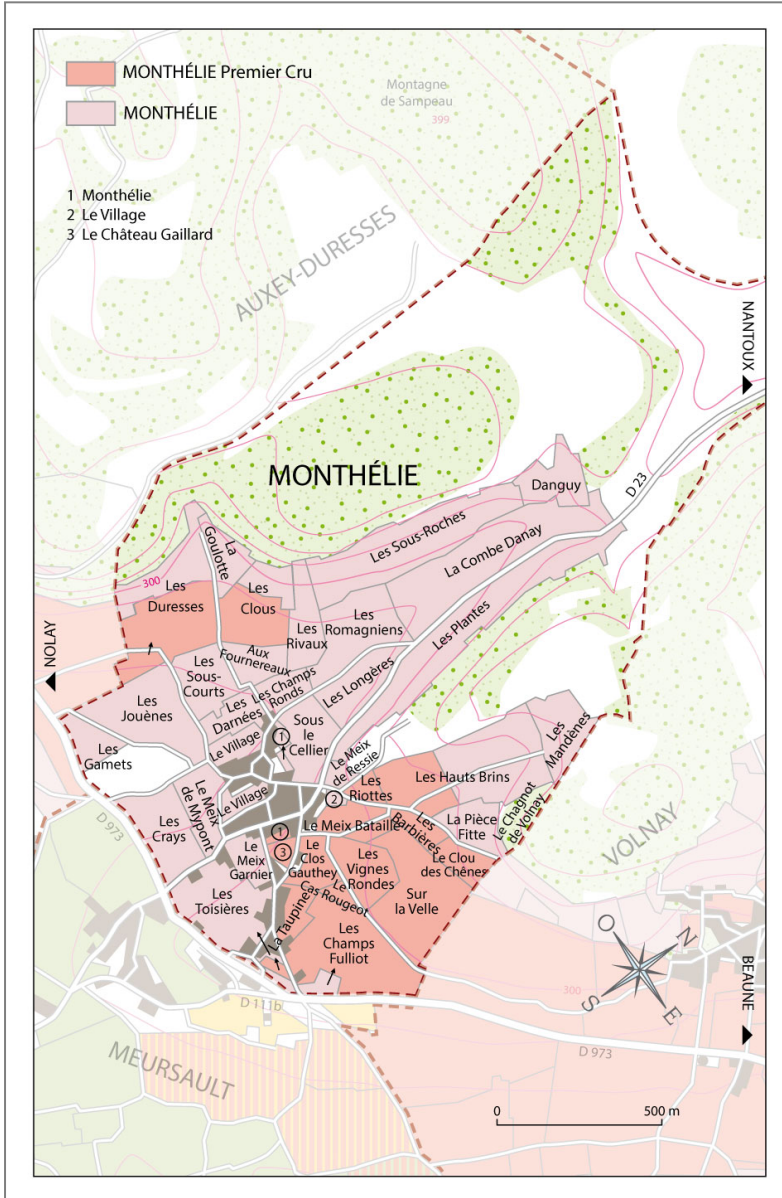 MONTHÉLIE Premier Cru
MONTHÉLIE
1 Monthélie
2 Le Village
3 Le Château Gaillard
Montagne
de Sampeau
399
AUXEY-DURESSES
NANTOUX
MONTHÉLIE
D 23
Danguy
Les Sous-Roches
La Combe Danay
La
Goulotte
300
Les
Duresses
Les
Clous
Les
Rivaux
Les
Romagniens
Les Plantes
NOLAY
Aux
Fournereaux
Les
Sous-
Courts
Les Champs
Ronds
Les Longères
Les
Darnées
Les
Jouènes
Le Village
1
Sous
le
Cellier
Le Meix
de Ressie
Les
Mandènes
Les
Gamets
Les Hauts Brins
Les
Riottes
2
Le Village
Le Meix
de Mypont
Le Chagnot
de Volnay
La Pièce
Fitte
D 973
Les
Crays
Le Meix Bataille
Les
Barbières
VOLNAY
1
3
Le
Meix
Garnier
Le
Clos
Gauthey
Les
Vignes
Rondes
Le Clou
des Chênes
Les
Toisières
La Taupine
Le
Cas Rougeot
Sur
la Velle
Les
Champs
Fulliot
O
N
S
E
300
BEAUNE
D 111b
D 973
MEURSAULT
0
500 m